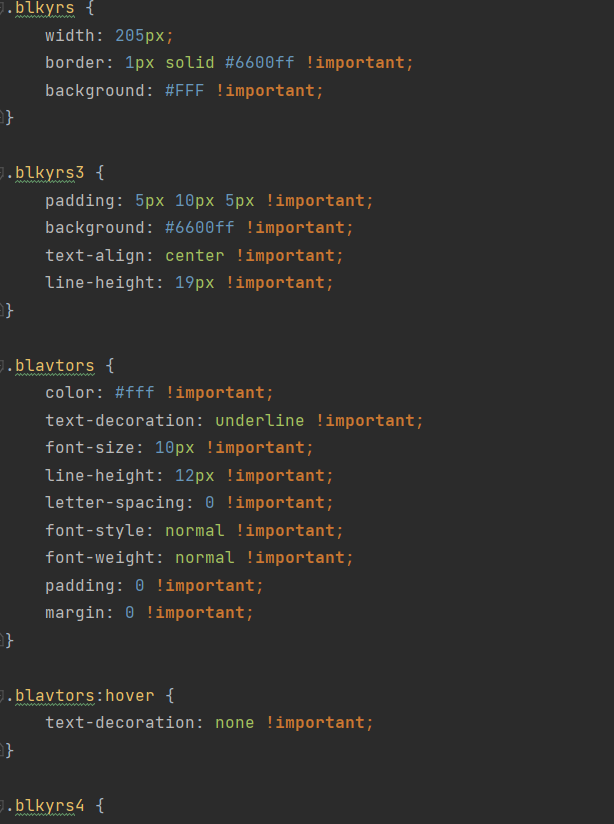 .blkyrs {
    width: 205px;
    border: 1px solid #6600ff !important;
    background: #FFF !important;
}

.blkyrs3 {
    padding: 5px 10px 5px !important;
    background: #6600ff !important;
    text-align: center !important;
    line-height: 19px !important;
}

.blavtors {
    color: #fff !important;
    text-decoration: underline !important;
    font-size: 10px !important;
    line-height: 12px !important;
    letter-spacing: 0 !important;
    font-style: normal !important;
    font-weight: normal !important;
    padding: 0 !important;
    margin: 0 !important;
}

.blavtors:hover {
    text-decoration: none !important;
}

.blkyrs4 {